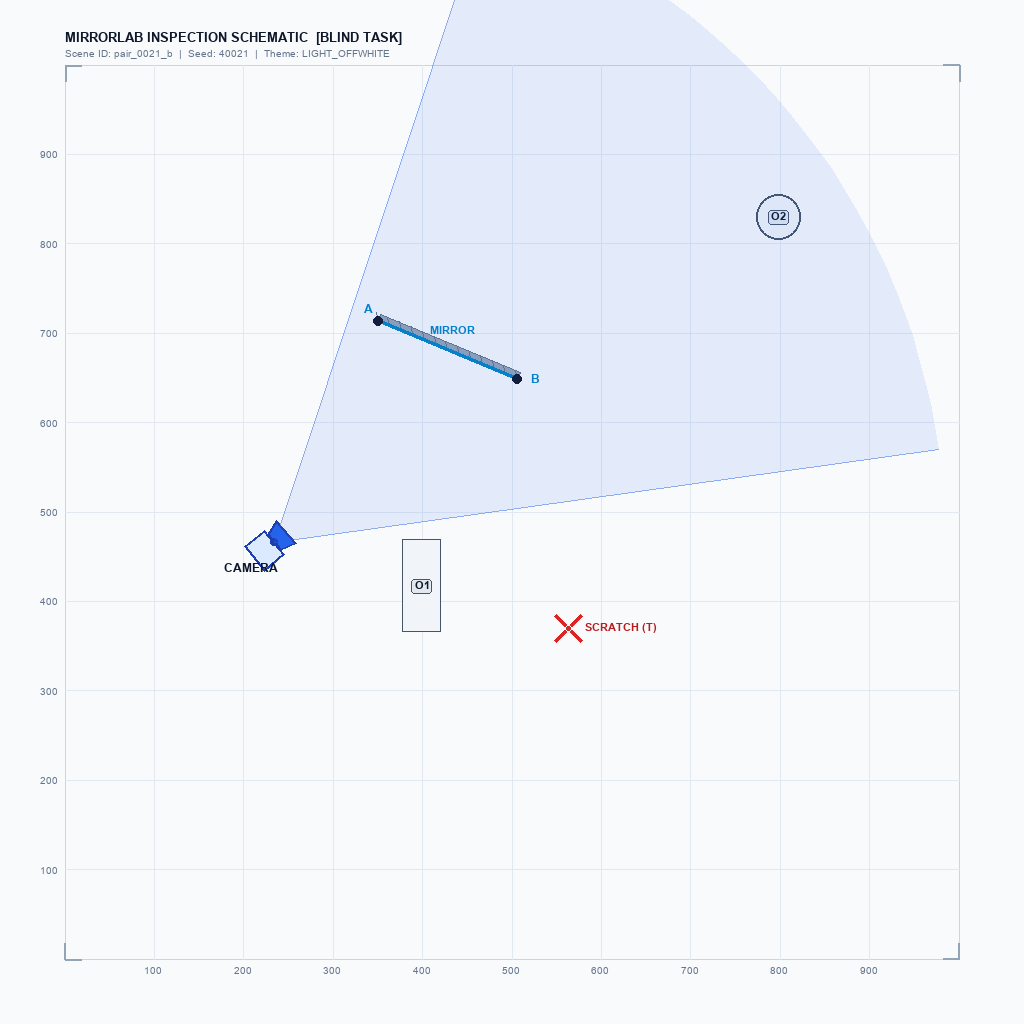 MIRRORLAB INSPECTION SCHEMATIC [BLIND TASK]
Scene ID: pair_0021_b | Seed: 40021 | Theme: LIGHT_OFFWHITE
900
800
O2
700
A
MIRROR
B
600
500
CAMERA
O1
400
SCRATCH (T)
300
200
100
100 200 300 400 500 600 700 800 900